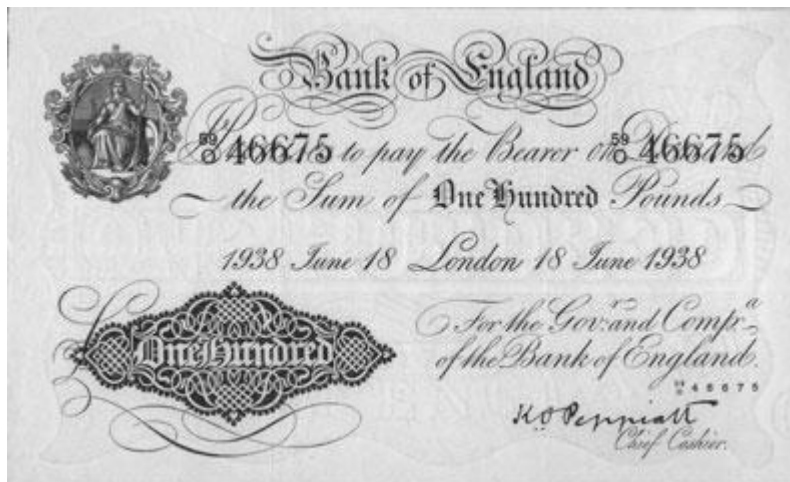 Bank of England
59/O 46675 59/O 46675
Promise to pay the Bearer on Demand
the Sum of One Hundred Pounds
1938 June 18 London 18 June 1938
For the Govr. and Compa.
of the Bank of England.
One Hundred
59/O 46675
K O Peppiatt
Chief Cashier.